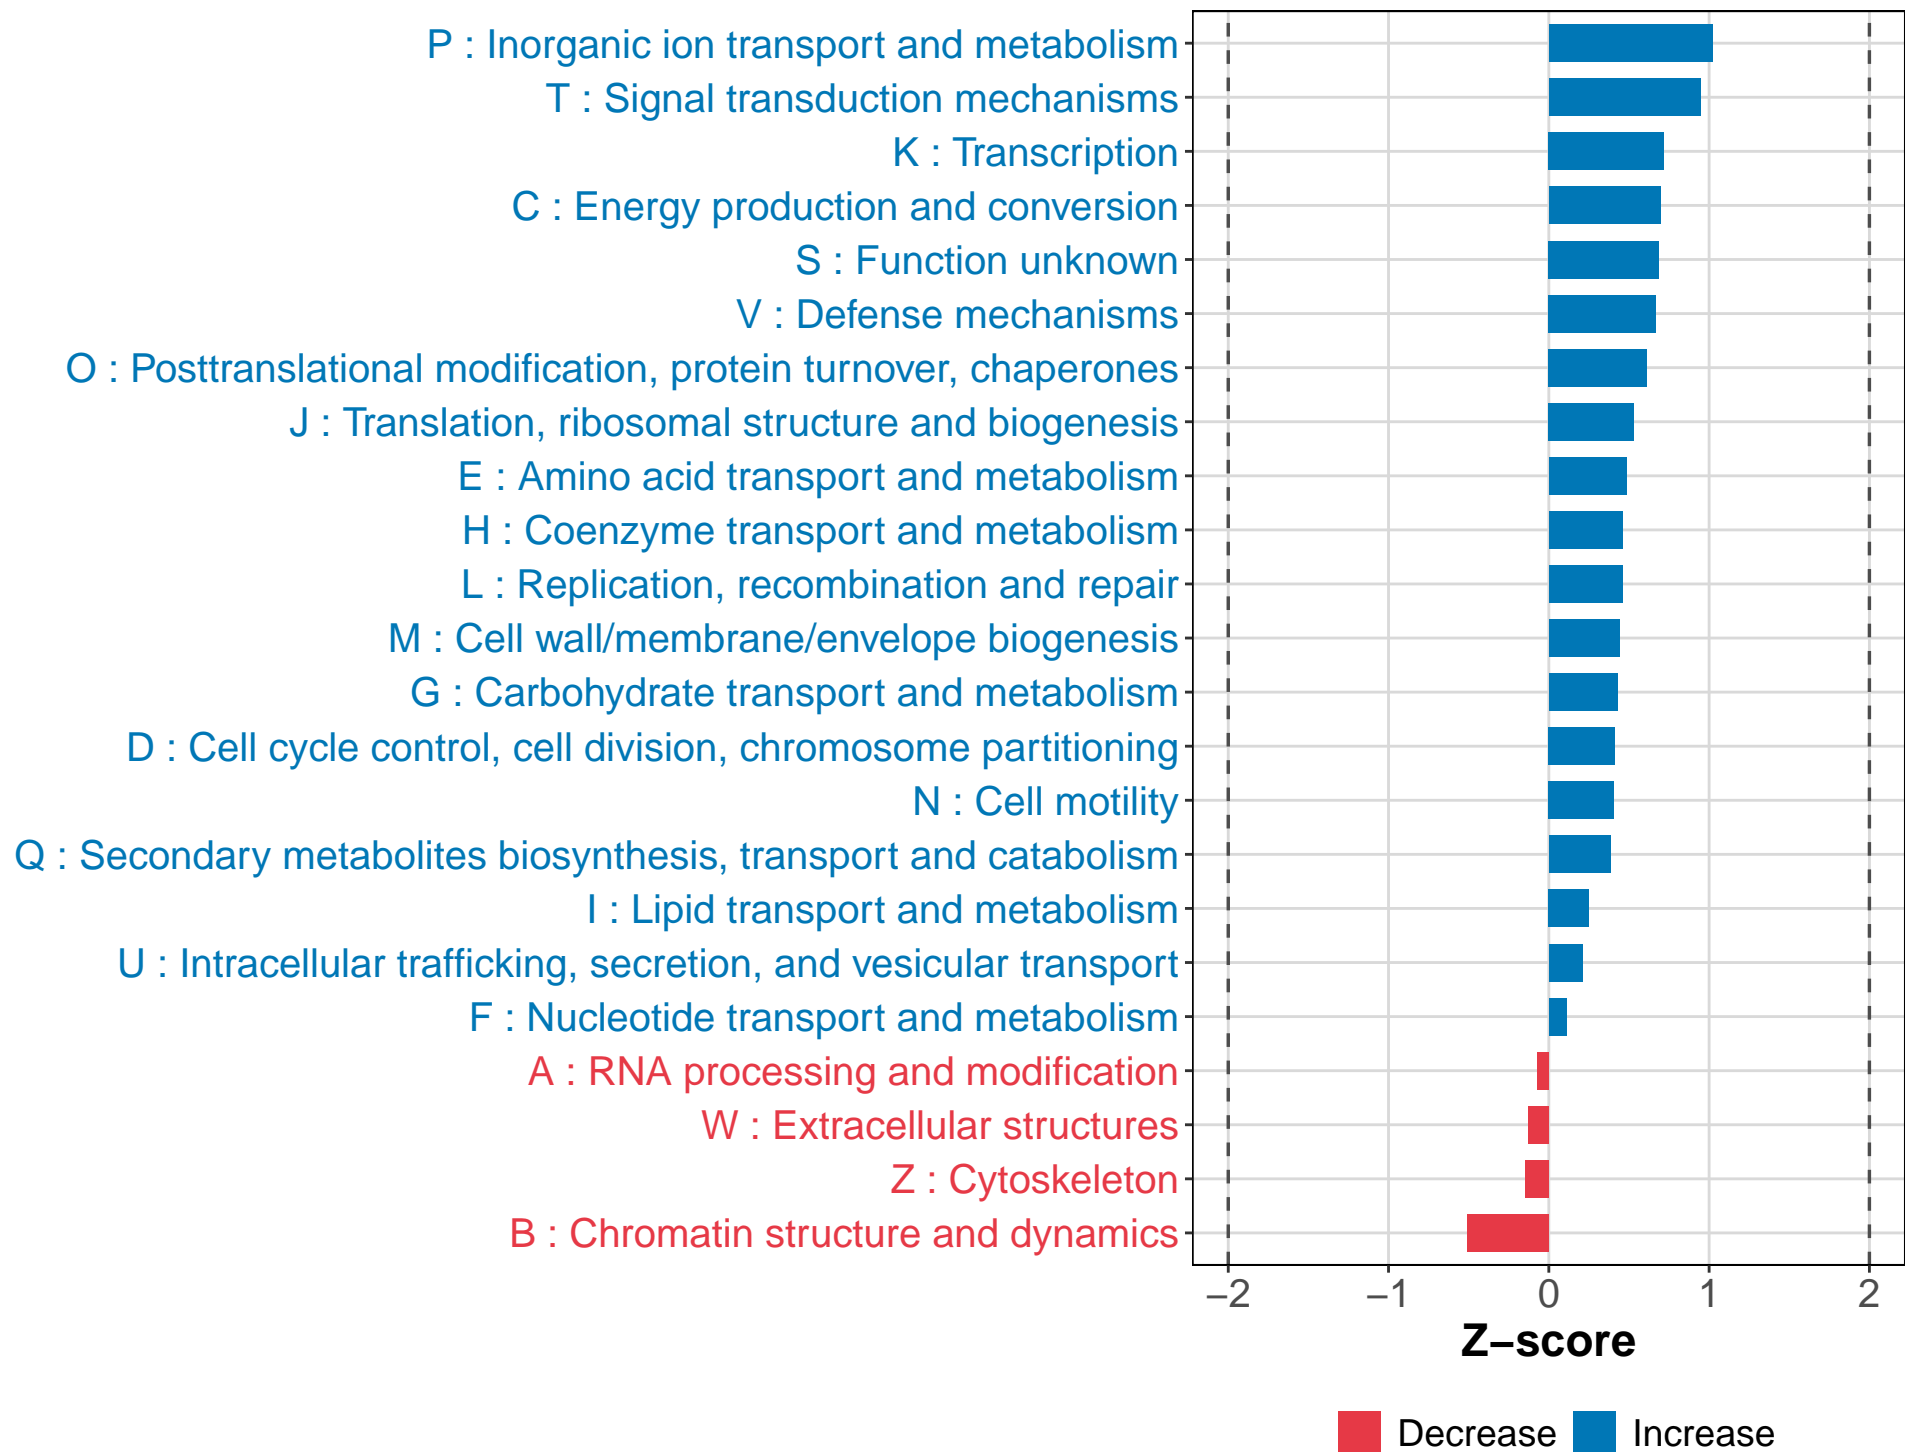 P : Inorganic ion transport and metabolism
T : Signal transduction mechanisms
K : Transcription
C : Energy production and conversion
S : Function unknown
V : Defense mechanisms
O : Posttranslational modification, protein turnover, chaperones
J : Translation, ribosomal structure and biogenesis
E : Amino acid transport and metabolism
H : Coenzyme transport and metabolism
L : Replication, recombination and repair
M : Cell wall/membrane/envelope biogenesis
G : Carbohydrate transport and metabolism
D : Cell cycle control, cell division, chromosome partitioning
N : Cell motility
Q : Secondary metabolites biosynthesis, transport and catabolism
I : Lipid transport and metabolism
U : Intracellular trafficking, secretion, and vesicular transport
F : Nucleotide transport and metabolism
A : RNA processing and modification
W : Extracellular structures
Z : Cytoskeleton
B : Chromatin structure and dynamics
−2 −1 0 1 2
Z−score
Decrease Increase